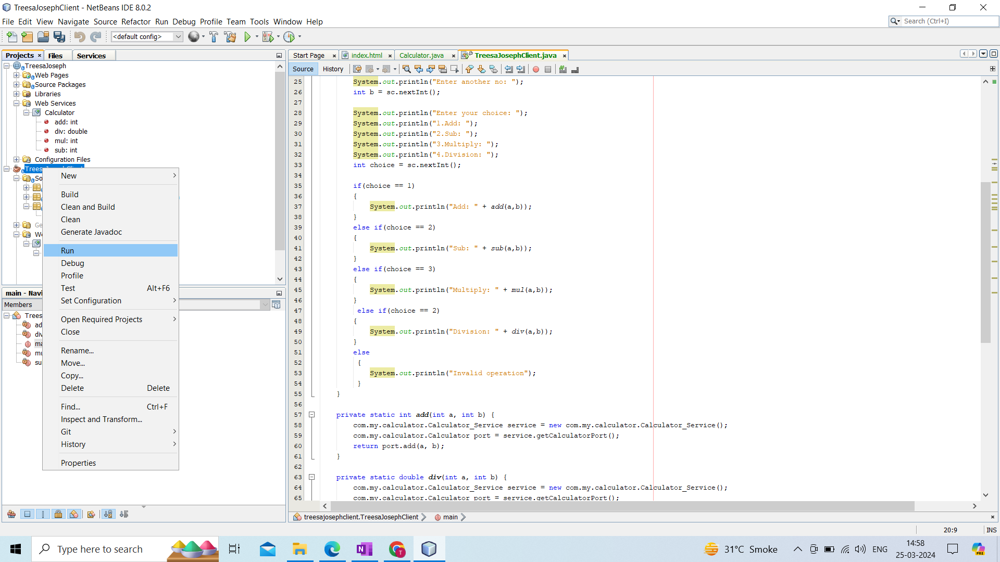 TreesaJosephClient - NetBeans IDE 8.0.2
File Edit View Navigate Source Refactor Run Debug Profile Team Tools Window Help
Search (Ctrl+I)
<default config>
Projects Files Services
TreesaJoseph
Web Pages
Source Packages
Libraries
Web Services
Calculator
add: int
div: double
mul: int
sub: int
Configuration Files
Trees
So
Ge
We
New
Build
Clean and Build
Clean
Generate Javadoc
Run
Debug
Profile
Test Alt+F6
Set Configuration
Open Required Projects
Close
Rename...
Move...
Copy...
Delete Delete
Find... Ctrl+F
Inspect and Transform...
Git
History
Properties
main - Navi
Members
Trees
ad
div
ma
mu
su
Start Page index.html Calculator.java TreesaJosephClient.java
Source History
25 System.out.println("Enter another no: ");
26 int b = sc.nextInt();
27
28 System.out.println("Enter your choice: ");
29 System.out.println("1.Add: ");
30 System.out.println("2.Sub: ");
31 System.out.println("3.Multiply: ");
32 System.out.println("4.Division: ");
33 int choice = sc.nextInt();
34
35 if(choice == 1)
36 {
37 System.out.println("Add: " + add(a,b));
38 }
39 else if(choice == 2)
40 {
41 System.out.println("Sub: " + sub(a,b));
42 }
43 else if(choice == 3)
44 {
45 System.out.println("Multiply: " + mul(a,b));
46 }
47 else if(choice == 2)
48 {
49 System.out.println("Division: " + div(a,b));
50 }
51 else
52 {
53 System.out.println("Invalid operation");
54 }
55 }
56
57 private static int add(int a, int b) {
58 com.my.calculator.Calculator_Service service = new com.my.calculator.Calculator_Service();
59 com.my.calculator.Calculator port = service.getCalculatorPort();
60 return port.add(a, b);
61 }
62
63 private static double div(int a, int b) {
64 com.my.calculator.Calculator_Service service = new com.my.calculator.Calculator_Service();
65 com.my.calculator.Calculator port = service.getCalculatorPort();
treesajosephclient.TreesaJosephClient main
20:9 INS
Type here to search
31°C Smoke
ENG
14:58
25-03-2024
PRE